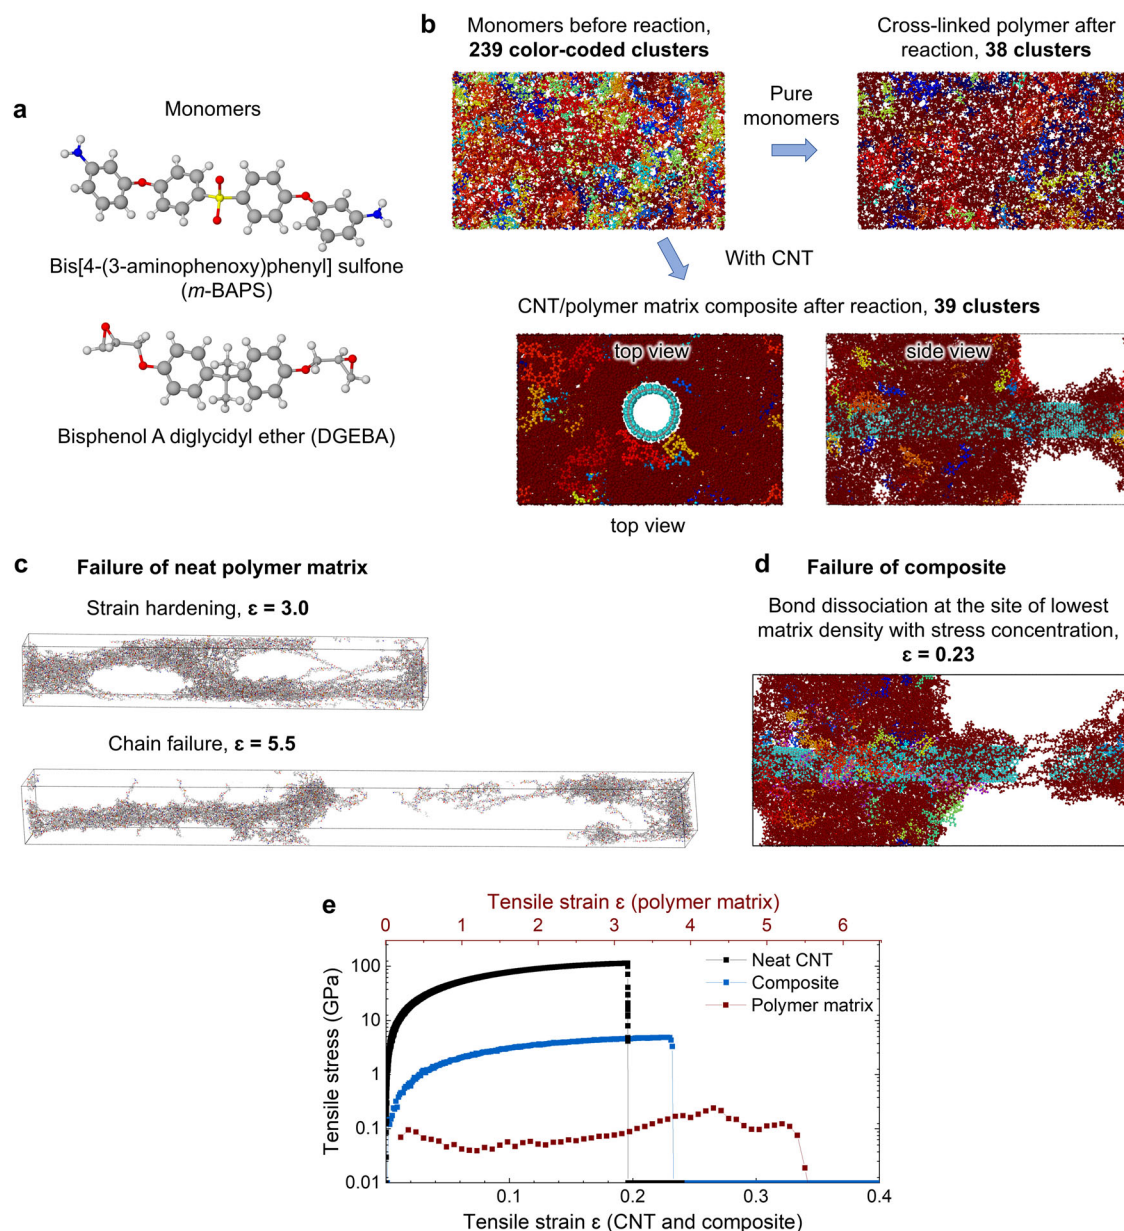 a
Monomers
Bis[4-(3-aminophenoxy)phenyl] sulfone
(m-BAPS)
Bisphenol A diglycidyl ether (DGEBA)
b
Monomers before reaction,
239 color-coded clusters
Pure
monomers
Cross-linked polymer after
reaction, 38 clusters
With CNT
CNT/polymer matrix composite after reaction, 39 clusters
top view
side view
top view
c
Failure of neat polymer matrix
Strain hardening, ε = 3.0
Chain failure, ε = 5.5
d
Failure of composite
Bond dissociation at the site of lowest
matrix density with stress concentration,
ε = 0.23
e
Tensile strain ε (polymer matrix)
0 1 2 3 4 5 6
Tensile stress (GPa)
100
10
1
0.1
0.01
Neat CNT
Composite
Polymer matrix
0.1 0.2 0.3 0.4
Tensile strain ε (CNT and composite)